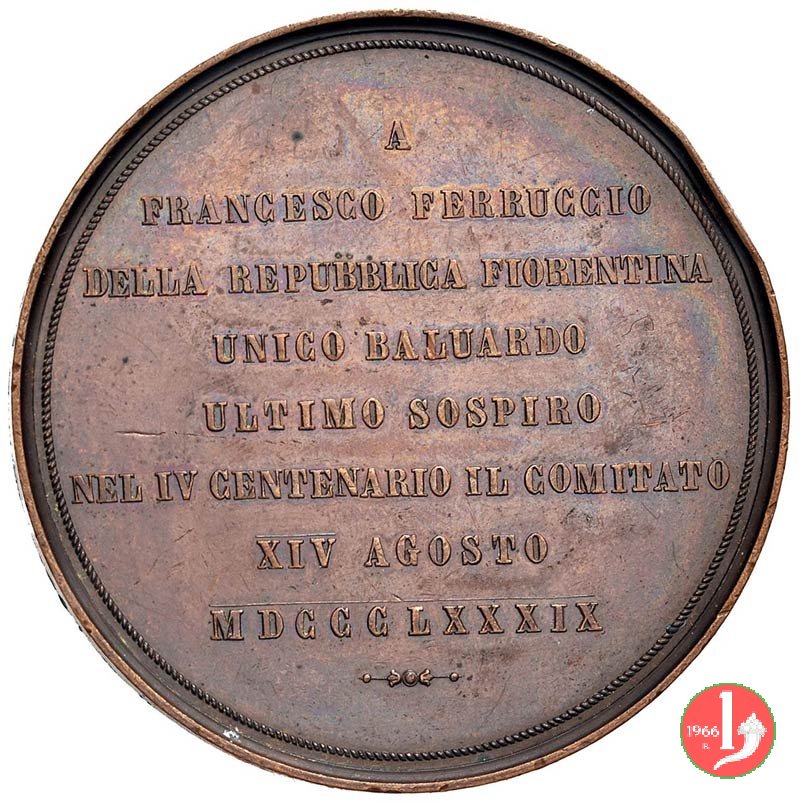 A
FRANCESCO FERRUCCIO
DELLA REPUBBLICA FIORENTINA
UNICO BALUARDO
ULTIMO SOSPIRO
NEL IV CENTENARIO IL COMITATO
XIV AGOSTO
MDCCCLXXXIX
1966
R